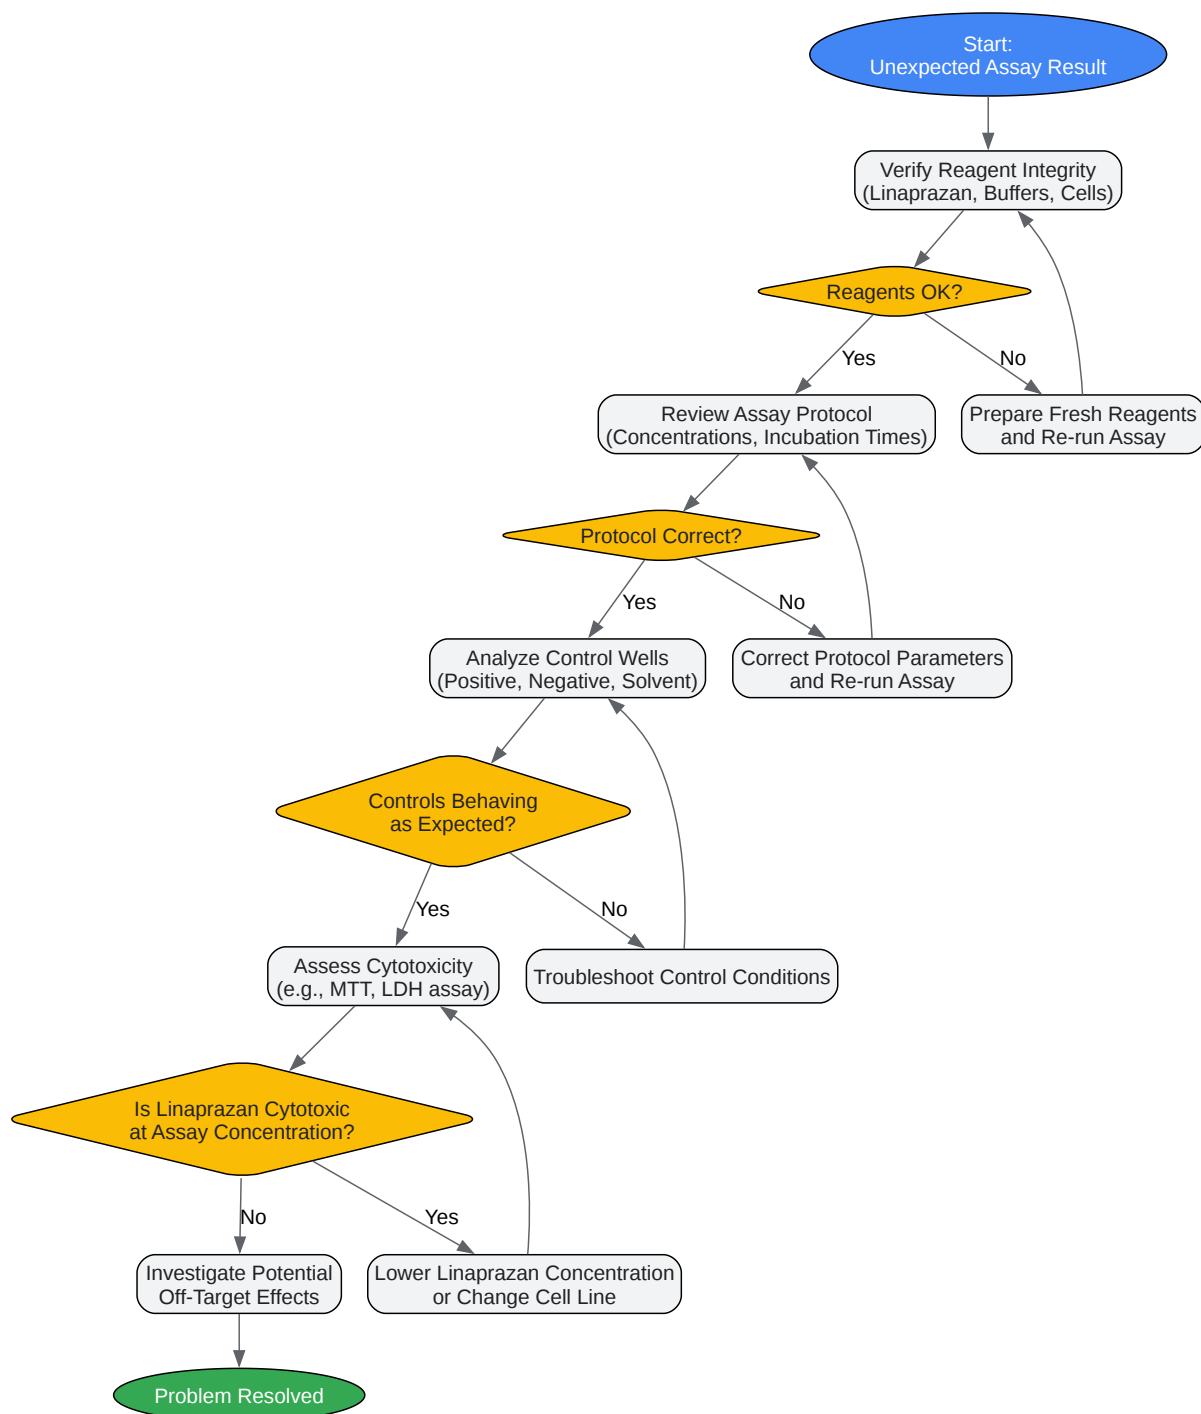 Start:
Unexpected Assay Result
Verify Reagent Integrity
(Linaprazan, Buffers, Cells)
Reagents OK?
Yes
No
Review Assay Protocol
(Concentrations, Incubation Times)
Prepare Fresh Reagents
and Re-run Assay
Protocol Correct?
Yes
No
Analyze Control Wells
(Positive, Negative, Solvent)
Correct Protocol Parameters
and Re-run Assay
Controls Behaving
as Expected?
Yes
No
Assess Cytotoxicity
(e.g., MTT, LDH assay)
Troubleshoot Control Conditions
Is Linaprazan Cytotoxic
at Assay Concentration?
No
Yes
Investigate Potential
Off-Target Effects
Lower Linaprazan Concentration
or Change Cell Line
Problem Resolved